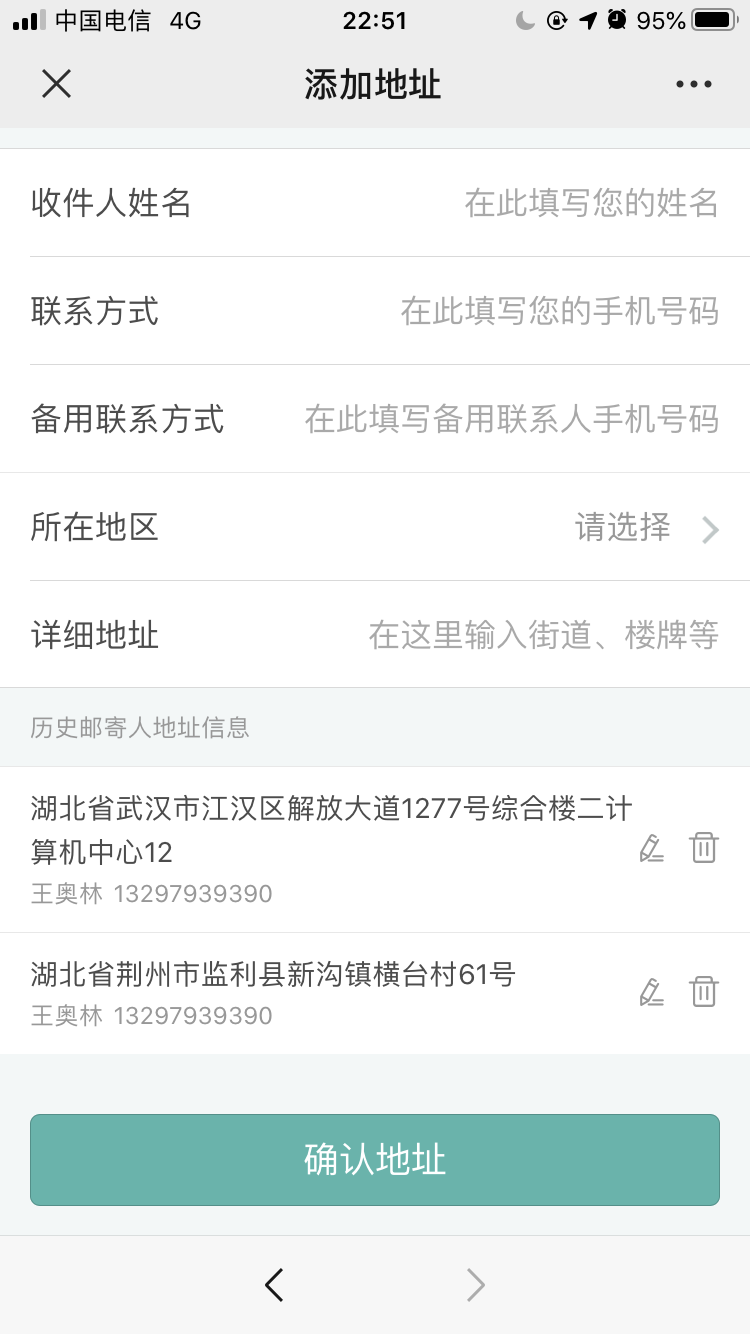 中国电信 4G 22:51 95%
添加地址
收件人姓名 在此填写您的姓名
联系方式 在此填写您的手机号码
备用联系方式 在此填写备用联系人手机号码
所在地区 请选择
详细地址 在这里输入街道、楼牌等
历史邮寄人地址信息
湖北省武汉市江汉区解放大道1277号综合楼二计
算机中心12
王奥林 13297939390
湖北省荆州市监利县新沟镇横台村61号
王奥林 13297939390
确认地址